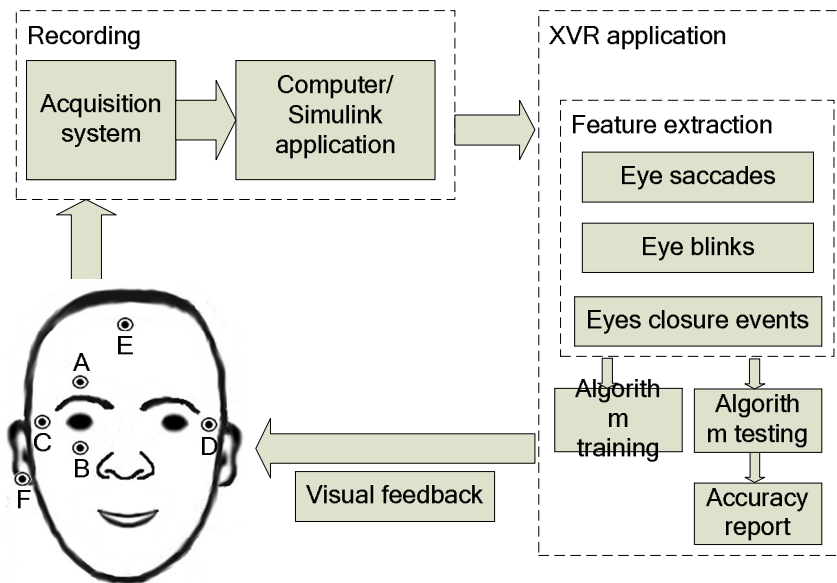 Recording
Acquisition
system
Computer/
Simulink
application
XVR application
Feature extraction
Eye saccades
Eye blinks
Eyes closure events
Algorith
m
training
Algorith
m testing
Accuracy
report
Visual feedback
E
A
C
D
B
F